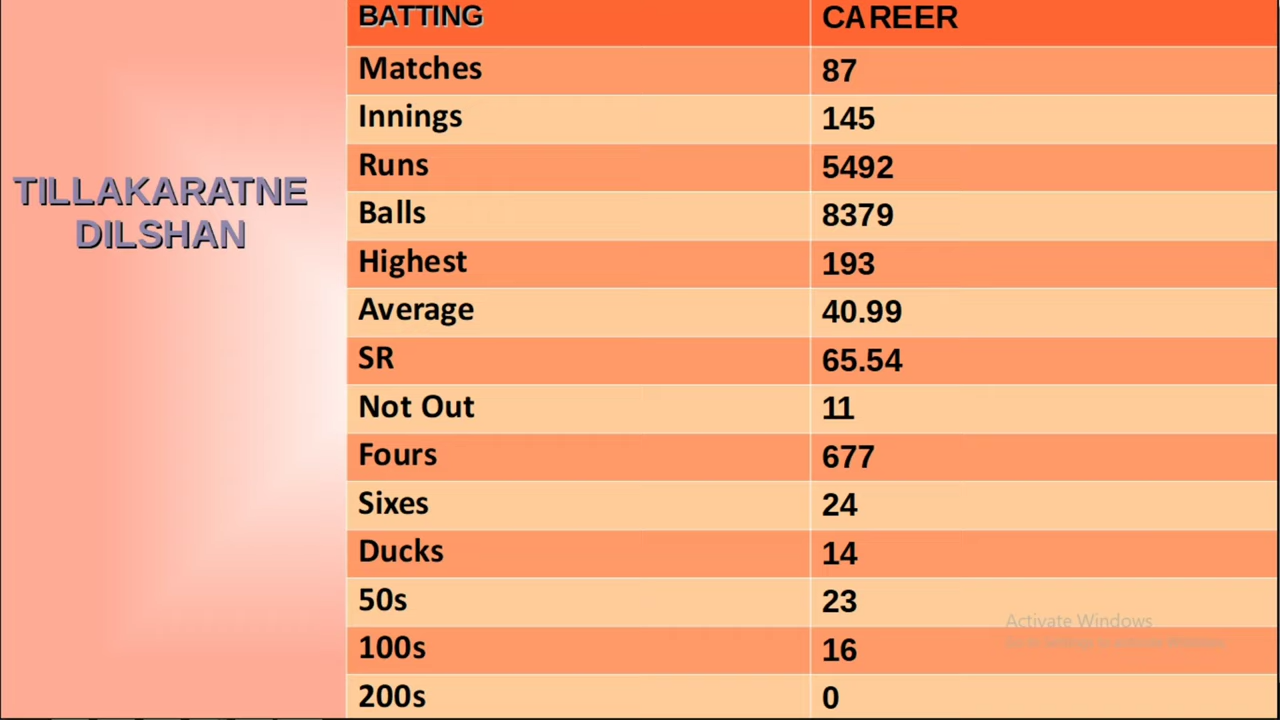 BATTING CAREER
TILLAKARATNE
DILSHAN
Matches 87
Innings 145
Runs 5492
Balls 8379
Highest 193
Average 40.99
SR 65.54
Not Out 11
Fours 677
Sixes 24
Ducks 14
50s 23
100s 16
200s 0
Activate Windows